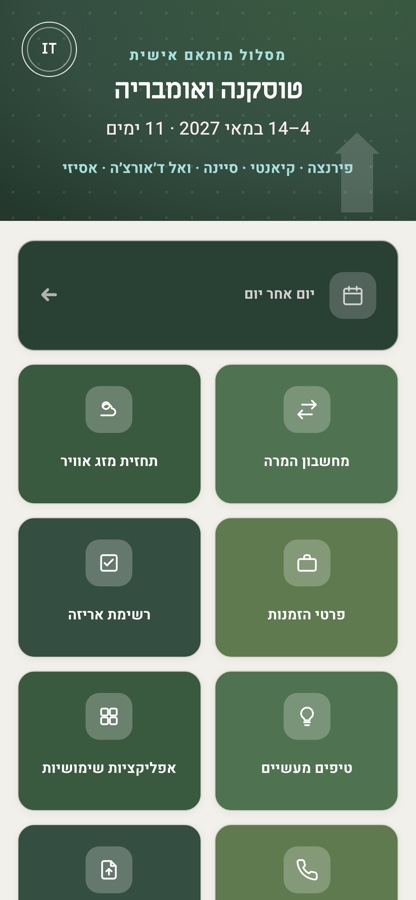 IT
מסלול מותאם אישית
טוסקנה ואומבריה
4–14 במאי 2027 · 11 ימים
פירנצה · קיאנטי · סיינה · ואל ד׳אורצ׳ה · אסיזי
יום אחר יום
מחשבון המרה
תחזית מזג אוויר
פרטי הזמנות
רשימת אריזה
טיפים מעשיים
אפליקציות שימושיות